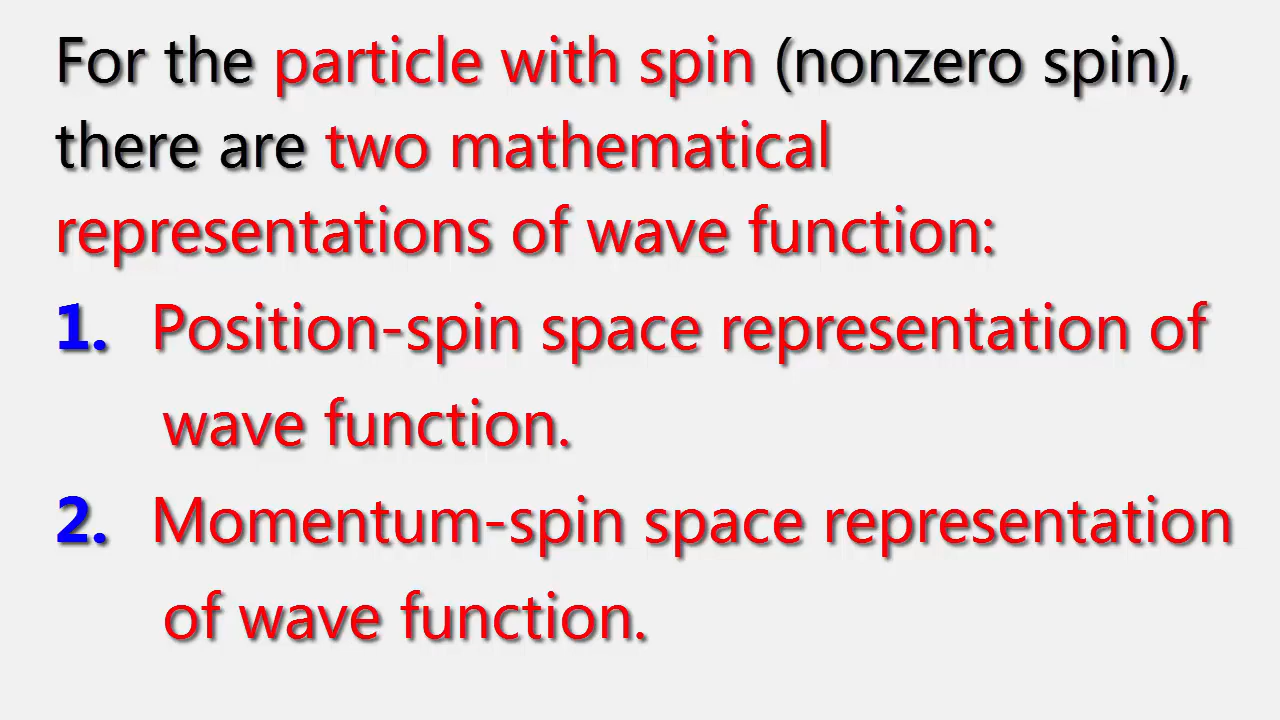 For the particle with spin (nonzero spin),
there are two mathematical
representations of wave function:
1. Position-spin space representation of
wave function.
2. Momentum-spin space representation
of wave function.